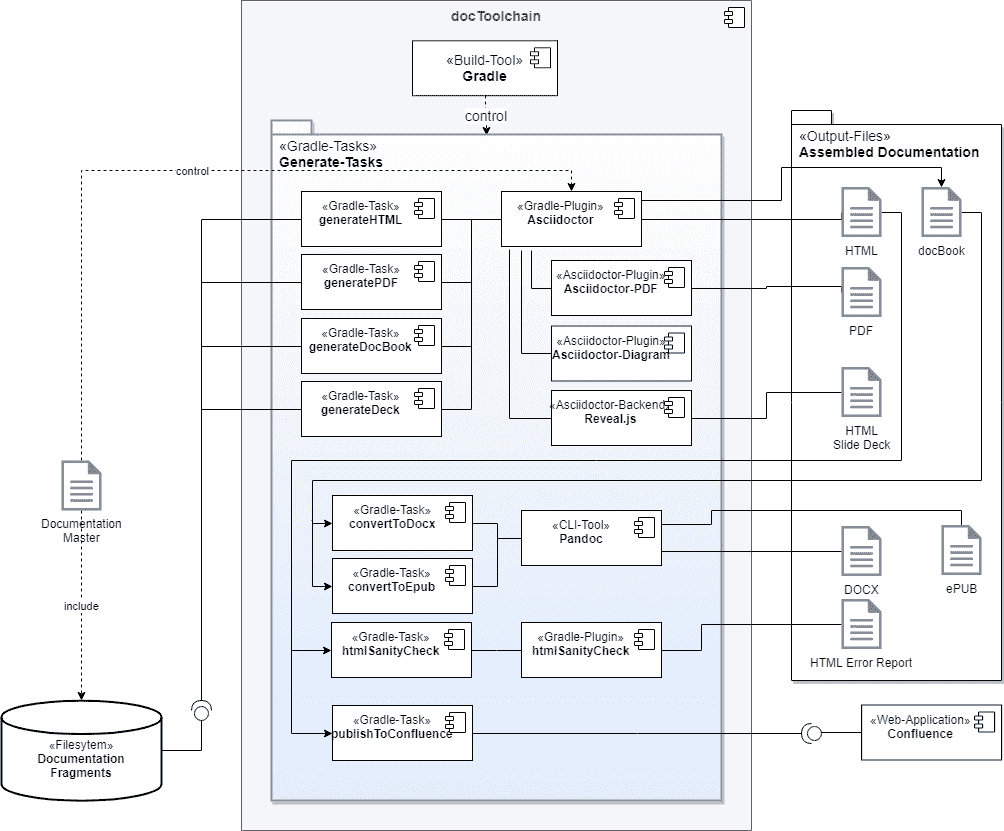 docToolchain
«Build-Tool»
Gradle
control
«Gradle-Tasks»
Generate-Tasks
control
«Gradle-Task»
generateHTML
«Gradle-Task»
generatePDF
«Gradle-Task»
generateDocBook
«Gradle-Task»
generateDeck
«Gradle-Plugin»
Asciidoctor
«Asciidoctor-Plugin»
Asciidoctor-PDF
«Asciidoctor-Plugin»
Asciidoctor-Diagram
«Asciidoctor-Backend»
Reveal.js
«Output-Files»
Assembled Documentation
HTML
docBook
PDF
HTML
Slide Deck
Documentation
Master
include
«Gradle-Task»
convertToDocx
«Gradle-Task»
convertToEpub
«CLI-Tool»
Pandoc
DOCX
ePUB
«Gradle-Task»
htmlSanityCheck
«Gradle-Plugin»
htmlSanityCheck
HTML Error Report
«Gradle-Task»
publishToConfluence
«Web-Application»
Confluence
«Filesytem»
Documentation
Fragments